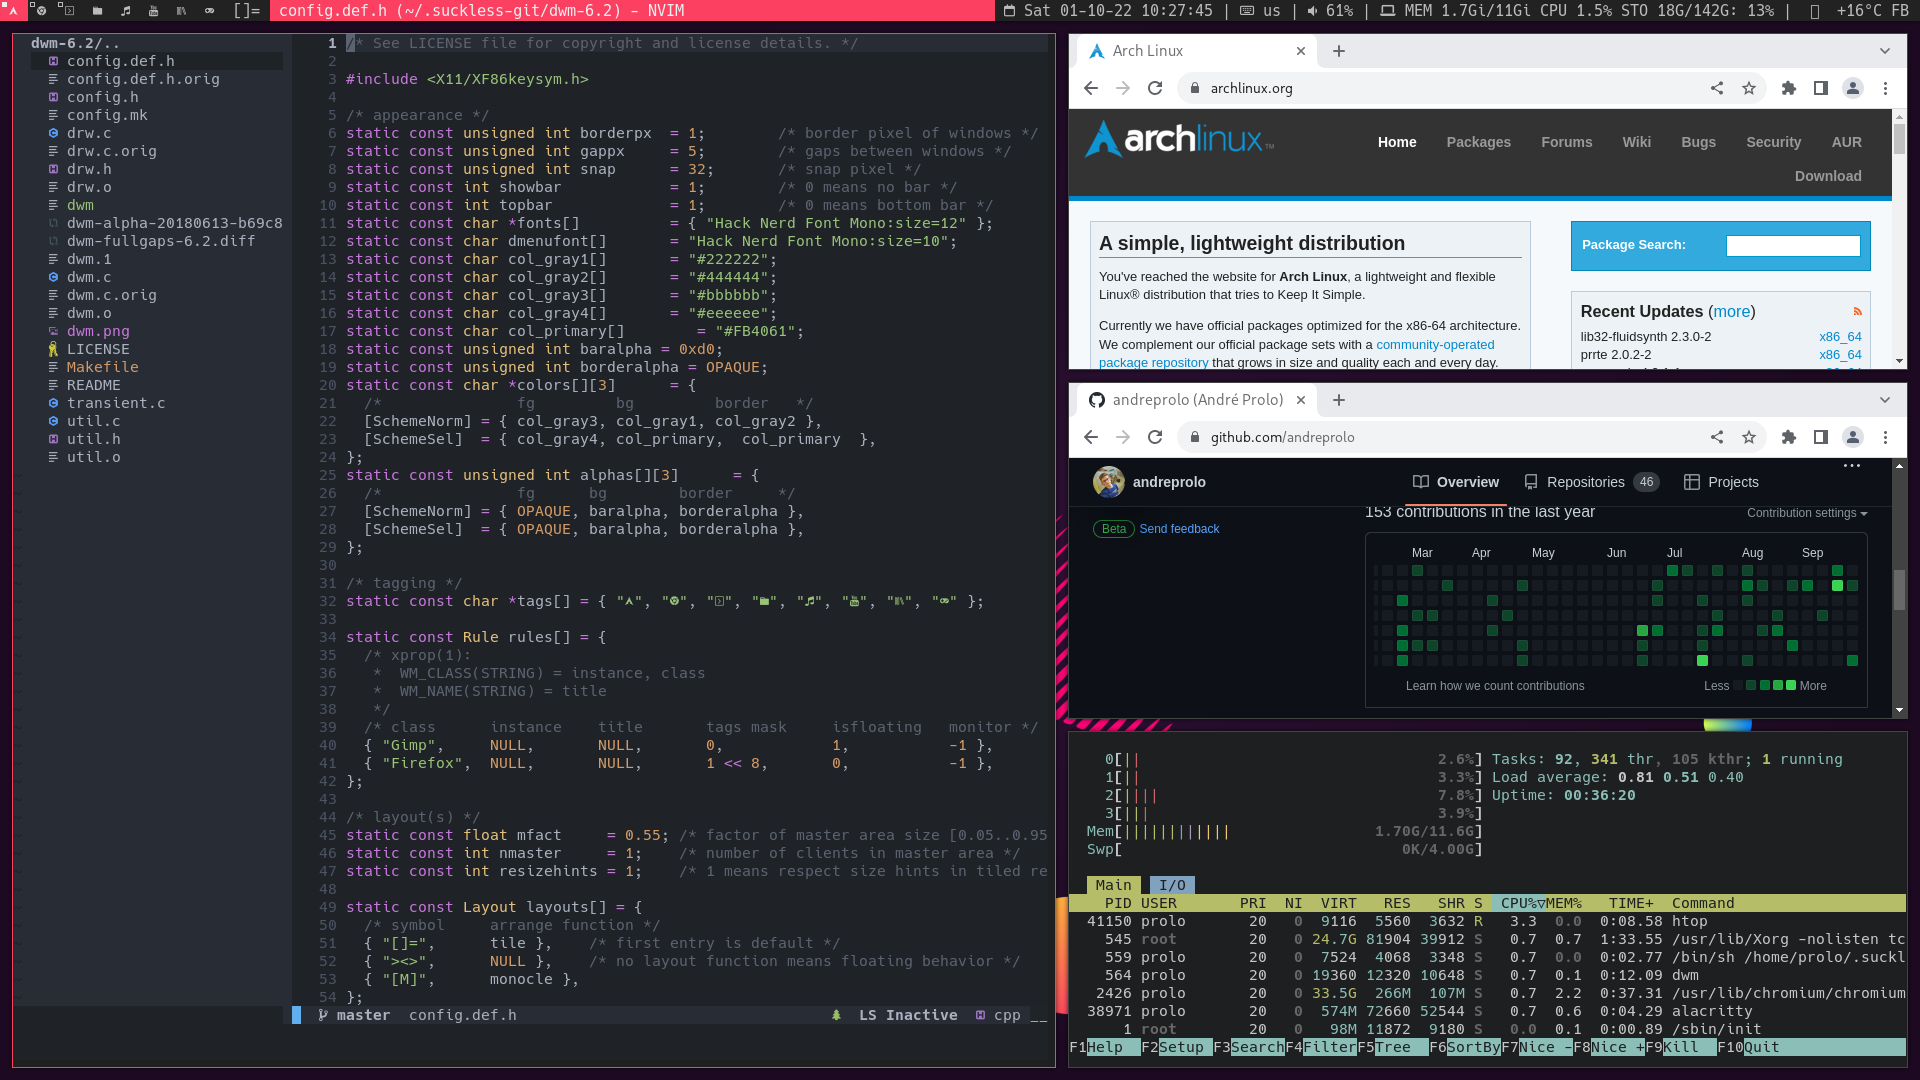 []= config.def.h (~/.suckless-git/dwm-6.2) - NVIM
Sat 01-10-22 10:27:45 | us | 61% | MEM 1.7Gi/11Gi CPU 1.5% STO 18G/142G: 13% | +16°C FB
dwm-6.2/..
config.def.h
config.def.h.orig
config.h
config.mk
drw.c
drw.c.orig
drw.h
drw.o
dwm
dwm-alpha-20180613-b69c8
dwm-fullgaps-6.2.diff
dwm.1
dwm.c
dwm.c.orig
dwm.o
dwm.png
LICENSE
Makefile
README
transient.c
util.c
util.h
util.o
1 /* See LICENSE file for copyright and license details. */
2
3 #include <X11/XF86keysym.h>
4
5 /* appearance */
6 static const unsigned int borderpx  = 1;        /* border pixel of windows */
7 static const unsigned int gappx     = 5;        /* gaps between windows */
8 static const unsigned int snap      = 32;       /* snap pixel */
9 static const int showbar            = 1;        /* 0 means no bar */
10 static const int topbar             = 1;        /* 0 means bottom bar */
11 static const char *fonts[]          = { "Hack Nerd Font Mono:size=12" };
12 static const char dmenufont[]       = "Hack Nerd Font Mono:size=10";
13 static const char col_gray1[]       = "#222222";
14 static const char col_gray2[]       = "#444444";
15 static const char col_gray3[]       = "#bbbbbb";
16 static const char col_gray4[]       = "#eeeeee";
17 static const char col_primary[]        = "#FB4061";
18 static const unsigned int baralpha = 0xd0;
19 static const unsigned int borderalpha = OPAQUE;
20 static const char *colors[][3]      = {
21   /*               fg         bg         border   */
22   [SchemeNorm] = { col_gray3, col_gray1, col_gray2 },
23   [SchemeSel]  = { col_gray4, col_primary,  col_primary  },
24 };
25 static const unsigned int alphas[][3]      = {
26   /*               fg      bg        border     */
27   [SchemeNorm] = { OPAQUE, baralpha, borderalpha },
28   [SchemeSel]  = { OPAQUE, baralpha, borderalpha },
29 };
30
31 /* tagging */
32 static const char *tags[] = { "", "", "", "", "", "", "", "" };
33
34 static const Rule rules[] = {
35   /* xprop(1):
36    *  WM_CLASS(STRING) = instance, class
37    *  WM_NAME(STRING) = title
38    */
39   /* class      instance    title       tags mask     isfloating   monitor */
40   { "Gimp",     NULL,       NULL,       0,            1,           -1 },
41   { "Firefox",  NULL,       NULL,       1 << 8,       0,           -1 },
42 };
43
44 /* layout(s) */
45 static const float mfact     = 0.55; /* factor of master area size [0.05..0.95
46 static const int nmaster     = 1;    /* number of clients in master area */
47 static const int resizehints = 1;    /* 1 means respect size hints in tiled re
48
49 static const Layout layouts[] = {
50   /* symbol     arrange function */
51   { "[]=",      tile },    /* first entry is default */
52   { "><>",      NULL },    /* no layout function means floating behavior */
53   { "[M]",      monocle },
54 };
master config.def.h LS Inactive cpp __
Arch Linux
archlinux.org
archlinux™
Home Packages Forums Wiki Bugs Security AUR
Download
A simple, lightweight distribution
You've reached the website for Arch Linux, a lightweight and flexible
Linux® distribution that tries to Keep It Simple.
Currently we have official packages optimized for the x86-64 architecture.
We complement our official package sets with a community-operated
package repository that grows in size and quality each and every day.
Package Search:
Recent Updates (more)
lib32-fluidsynth 2.3.0-2 x86_64
prrte 2.0.2-2 x86_64
andreprolo (André Prolo)
github.com/andreprolo
andreprolo
Overview Repositories 46 Projects
Beta Send feedback
153 contributions in the last year
Contribution settings
Mar Apr May Jun Jul Aug Sep
Learn how we count contributions
Less More
0[|| 2.6%] Tasks: 92, 341 thr, 105 kthr; 1 running
1[|| 3.3%] Load average: 0.81 0.51 0.40
2[|||| 7.8%] Uptime: 00:36:20
3[||| 3.9%]
Mem[|||||||||||| 1.70G/11.6G]
Swp[ 0K/4.00G]
Main I/O
PID USER PRI NI VIRT RES SHR S CPU%▽MEM% TIME+ Command
41150 prolo 20 0 9116 5560 3632 R 3.3 0.0 0:08.58 htop
545 root 20 0 24.7G 81904 39912 S 0.7 0.7 1:33.55 /usr/lib/Xorg -nolisten tc
559 prolo 20 0 7524 4068 3348 S 0.7 0.0 0:02.77 /bin/sh /home/prolo/.suckl
564 prolo 20 0 19360 12320 10648 S 0.7 0.1 0:12.09 dwm
2426 prolo 20 0 33.5G 266M 107M S 0.7 2.2 0:37.31 /usr/lib/chromium/chromium
38971 prolo 20 0 574M 72660 52544 S 0.7 0.6 0:04.29 alacritty
1 root 20 0 98M 11872 9180 S 0.0 0.1 0:00.89 /sbin/init
F1Help F2Setup F3SearchF4FilterF5Tree F6SortByF7Nice -F8Nice +F9Kill F10Quit